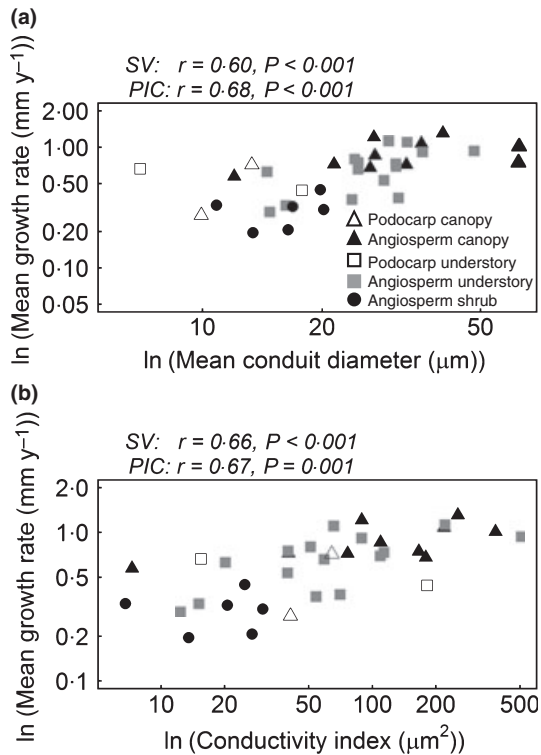 (a)
SV: r = 0·60, P < 0·001
PIC: r = 0·68, P < 0·001
ln (Mean growth rate (mm y–1))
2·00
1·00
0·50
0·20
0·10
0·05
Podocarp canopy
Angiosperm canopy
Podocarp understory
Angiosperm understory
Angiosperm shrub
10 20 50
ln (Mean conduit diameter (μm))
(b)
SV: r = 0·66, P < 0·001
PIC: r = 0·67, P = 0·001
ln (Mean growth rate (mm y–1))
2·0
1·0
0·5
0·2
0·1
10 20 50 100 200 500
ln (Conductivity index (μm2))